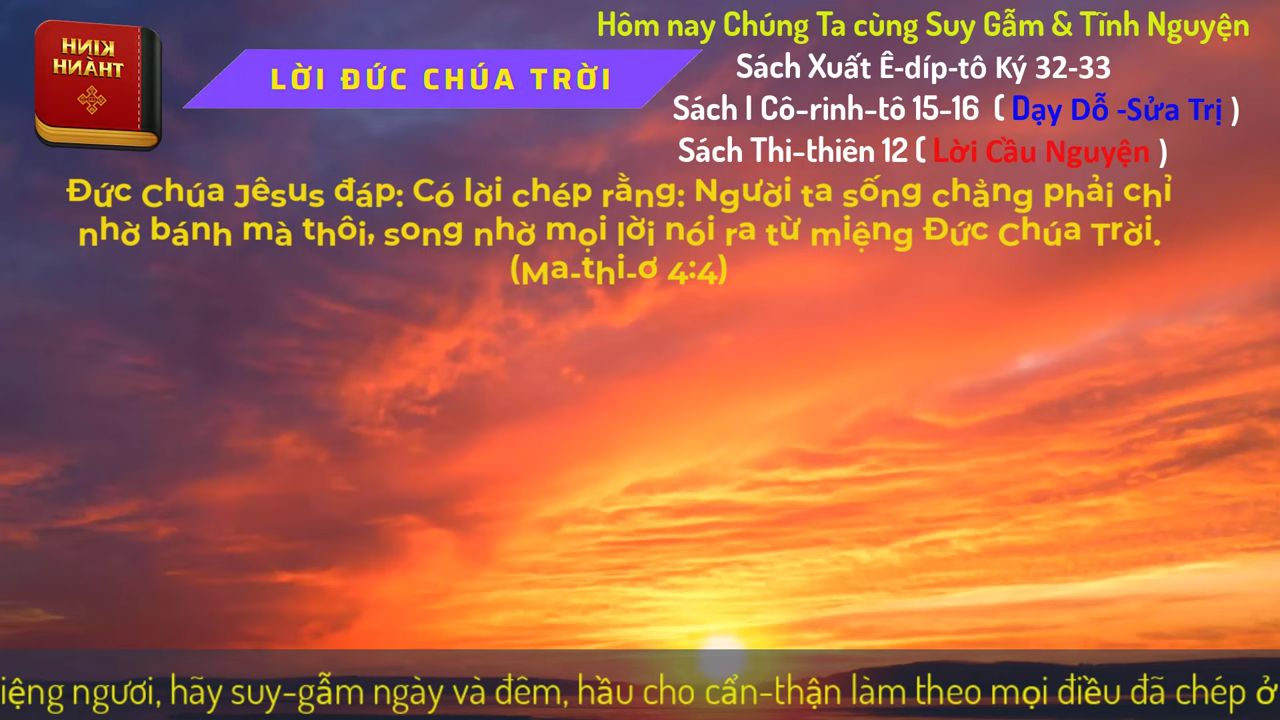 KINH
THÁNH
LỜI ĐỨC CHÚA TRỜI
Hôm nay Chúng Ta cùng Suy Gẫm & Tĩnh Nguyện
Sách Xuất Ê-díp-tô Ký 32-33
Sách I Cô-rinh-tô 15-16 ( Dạy Dỗ -Sửa Trị )
Sách Thi-thiên 12 ( Lời Cầu Nguyện )
Đức Chúa Jêsus đáp: Có lời chép rằng: Người ta sống chẳng phải chỉ
nhờ bánh mà thôi, song nhờ mọi lời nói ra từ miệng Đức Chúa Trời.
(Ma-thi-ơ 4:4)
iệng ngươi, hãy suy-gẫm ngày và đêm, hầu cho cẩn-thận làm theo mọi điều đã chép ở